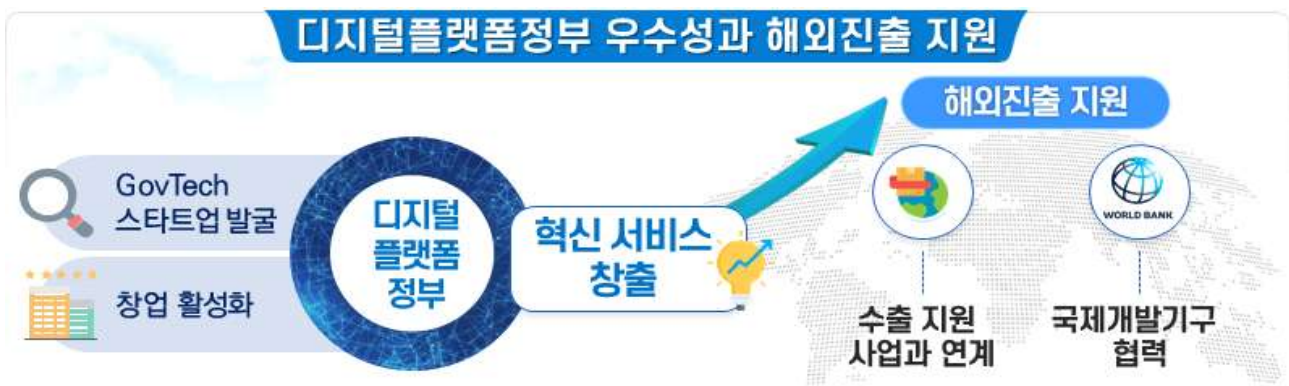 디지털플랫폼정부 우수성과 해외진출 지원
해외진출 지원
GovTech
스타트업 발굴
창업 활성화
디지털
플랫폼
정부
혁신 서비스
창출
WORLD BANK
수출 지원
사업과 연계
국제개발기구
협력